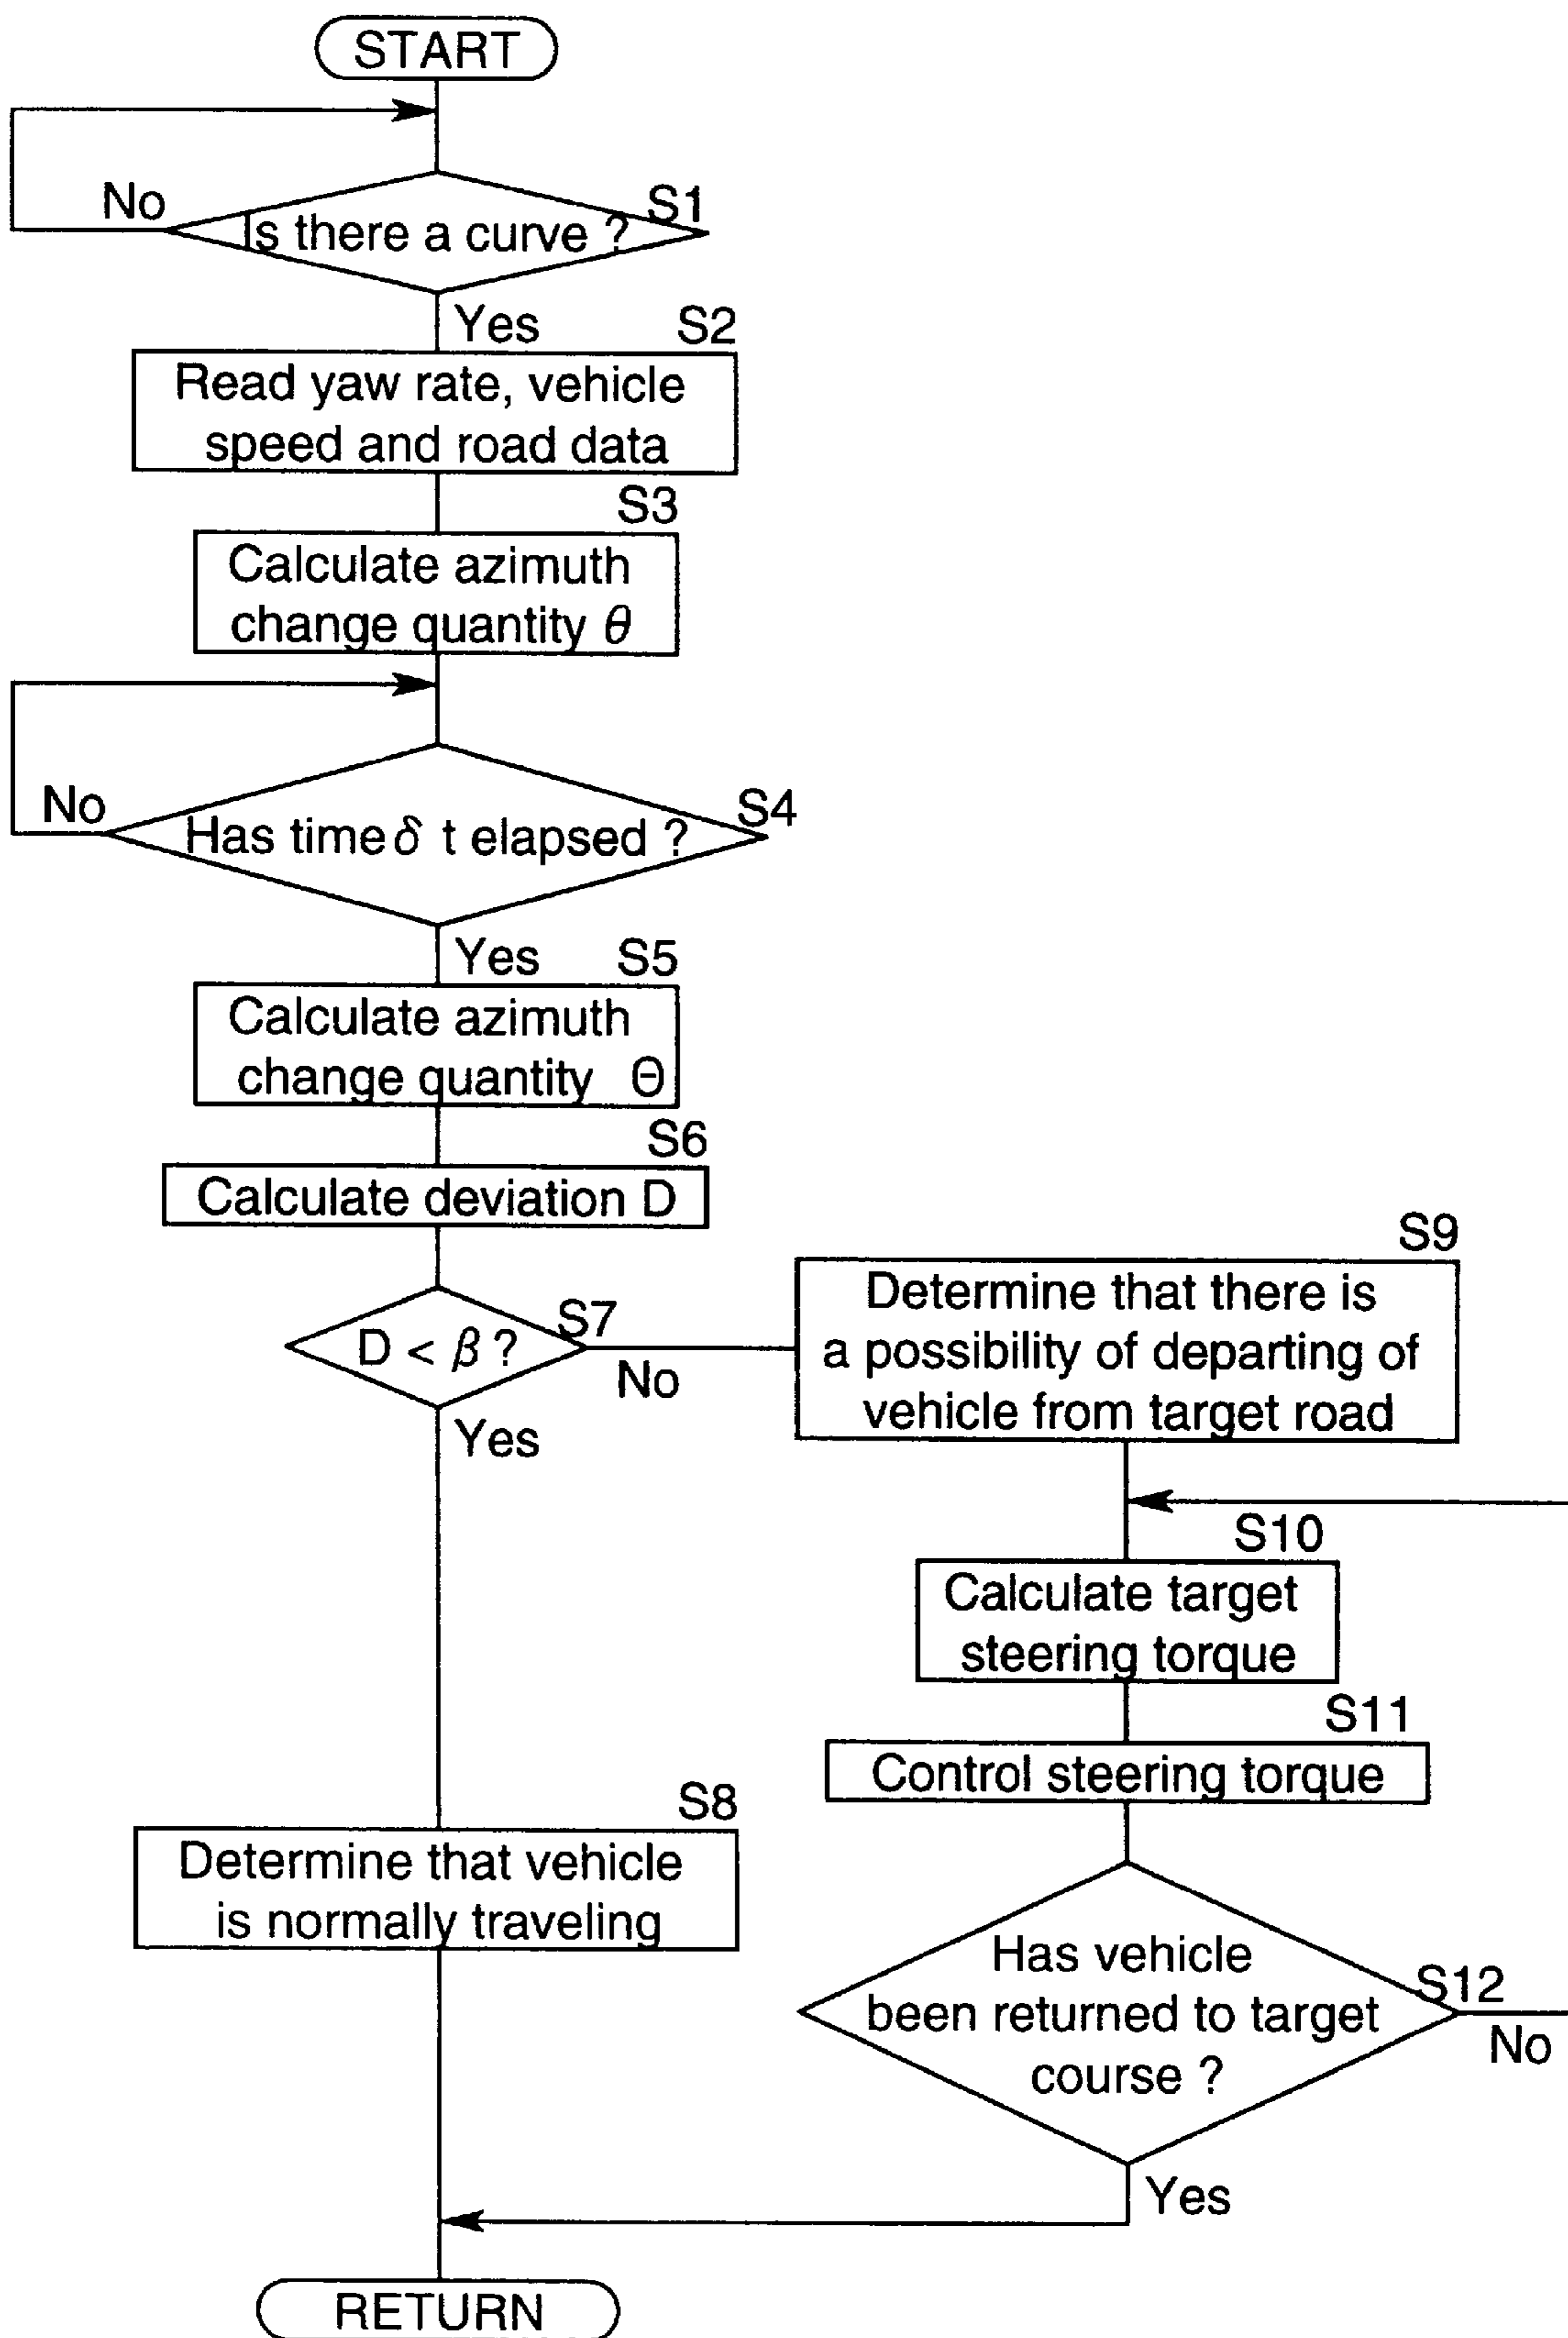 START
No
S1
Is there a curve ?
Yes
S2
Read yaw rate, vehicle
speed and road data
S3
Calculate azimuth
change quantity θ
No
S4
Has time δ t elapsed ?
Yes
S5
Calculate azimuth
change quantity Θ
S6
Calculate deviation D
S7
D < β ?
No
Yes
S9
Determine that there is
a possibility of departing of
vehicle from target road
S10
Calculate target
steering torque
S11
Control steering torque
S8
Determine that vehicle
is normally traveling
S12
Has vehicle
been returned to target
course ?
No
Yes
RETURN